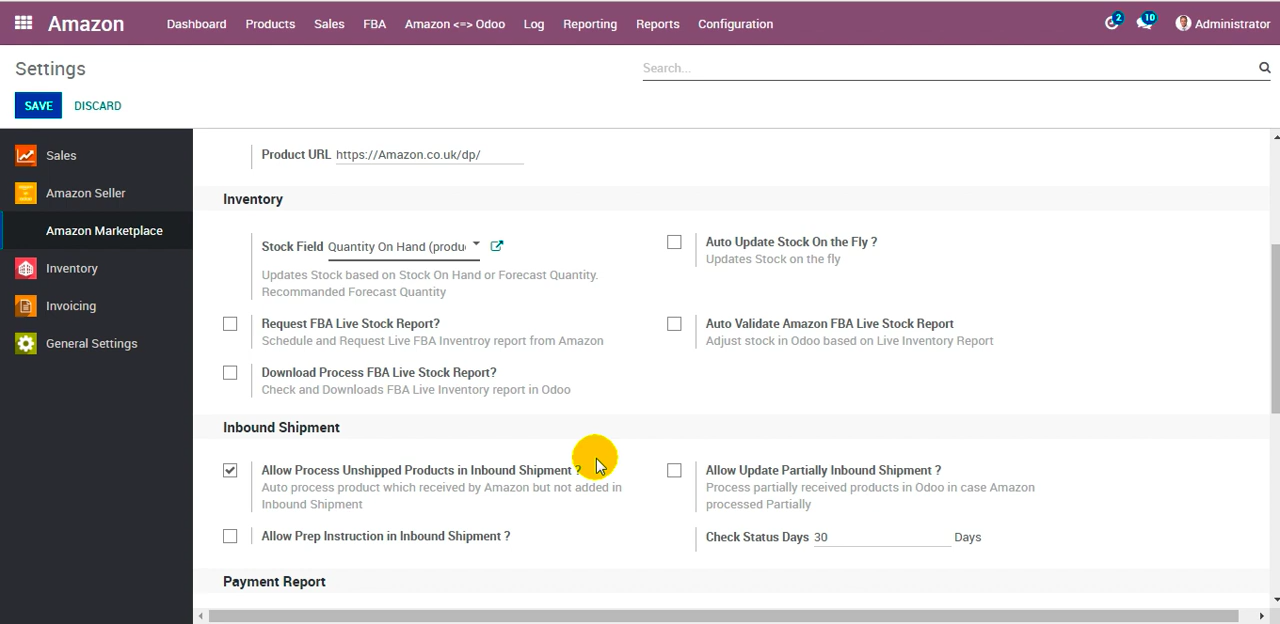 Amazon Dashboard Products Sales FBA Amazon <=> Odoo Log Reporting Reports Configuration 2 10 Administrator
Settings Search...
SAVE DISCARD
Sales
Amazon Seller
Amazon Marketplace
Inventory
Invoicing
General Settings
Product URL https://Amazon.co.uk/dp/
Inventory
Stock Field Quantity On Hand (produ
Updates Stock based on Stock On Hand or Forecast Quantity.
Recommanded Forecast Quantity
Auto Update Stock On the Fly ?
Updates Stock on the fly
Request FBA Live Stock Report?
Schedule and Request Live FBA Inventroy report from Amazon
Auto Validate Amazon FBA Live Stock Report
Adjust stock in Odoo based on Live Inventory Report
Download Process FBA Live Stock Report?
Check and Downloads FBA Live Inventory report in Odoo
Inbound Shipment
Allow Process Unshipped Products in Inbound Shipment ?
Auto process product which received by Amazon but not added in
Inbound Shipment
Allow Update Partially Inbound Shipment ?
Process partially received products in Odoo in case Amazon
processed Partially
Allow Prep Instruction in Inbound Shipment ?
Check Status Days 30 Days
Payment Report